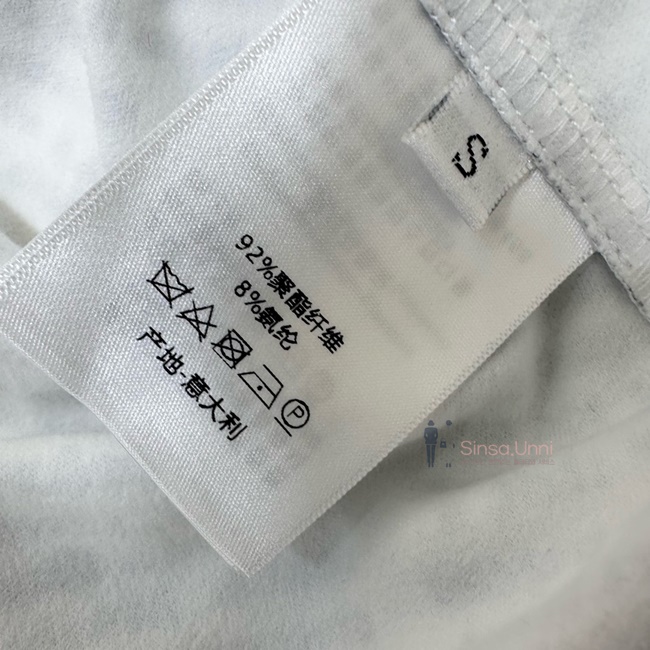 S
92%聚酯纤维
8%氨纶
P
产地:意大利
Sinsa.Unni